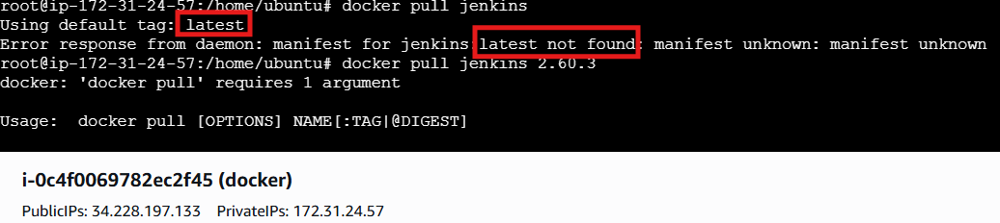 root@ip-172-31-24-57:/home/ubuntu# docker pull jenkins
Using default tag: latest
Error response from daemon: manifest for jenkins:latest not found: manifest unknown: manifest unknown
root@ip-172-31-24-57:/home/ubuntu# docker pull jenkins 2.60.3
docker: 'docker pull' requires 1 argument
Usage:  docker pull [OPTIONS] NAME[:TAG|@DIGEST]
i-0c4f0069782ec2f45 (docker)
PublicIPs: 34.228.197.133    PrivateIPs: 172.31.24.57